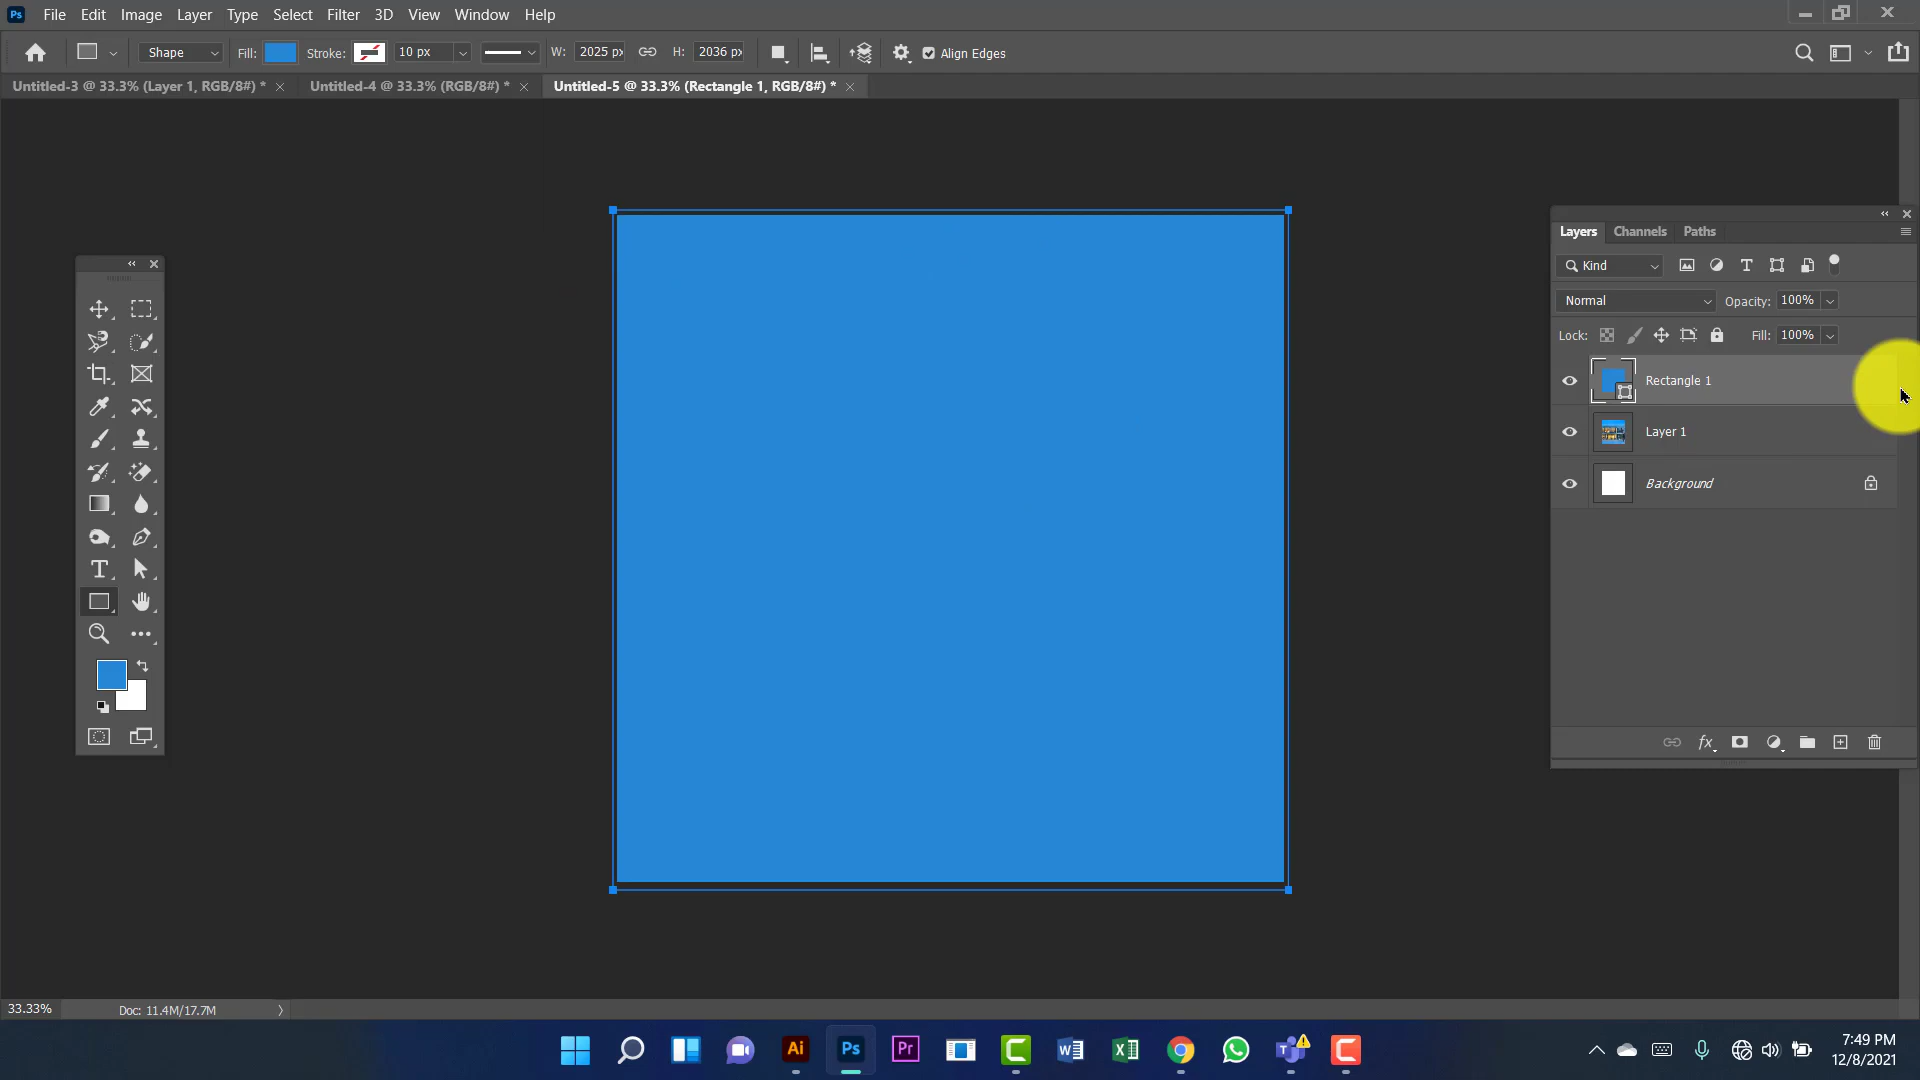 Ps File Edit Image Layer Type Select Filter 3D View Window Help
Shape Fill: Stroke: 10 px W: 2025 px H: 2036 px Align Edges
Untitled-3 @ 33.3% (Layer 1, RGB/8#) * Untitled-4 @ 33.3% (RGB/8#) * Untitled-5 @ 33.3% (Rectangle 1, RGB/8#) *
Layers Channels Paths
Kind
Normal Opacity: 100%
Lock: Fill: 100%
Rectangle 1
Layer 1
Background
fx
33.33% Doc: 11.4M/17.7M
Ai Ps Pr
7:49 PM
12/8/2021